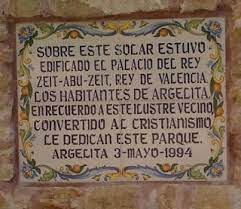 SOBRE ESTE SOLAR ESTUVO
EDIFICADO EL PALACIO DEL REY
ZEIT-ABU-ZEIT, REY DE VALENCIA.
LOS HABITANTES DE ARGELITA,
EN RECUERDO A ESTE ILUSTRE VECINO,
CONVERTIDO AL CRISTIANISMO,
LE DEDICAN ESTE PARQUE.
ARGELITA 3-MAYO-1994